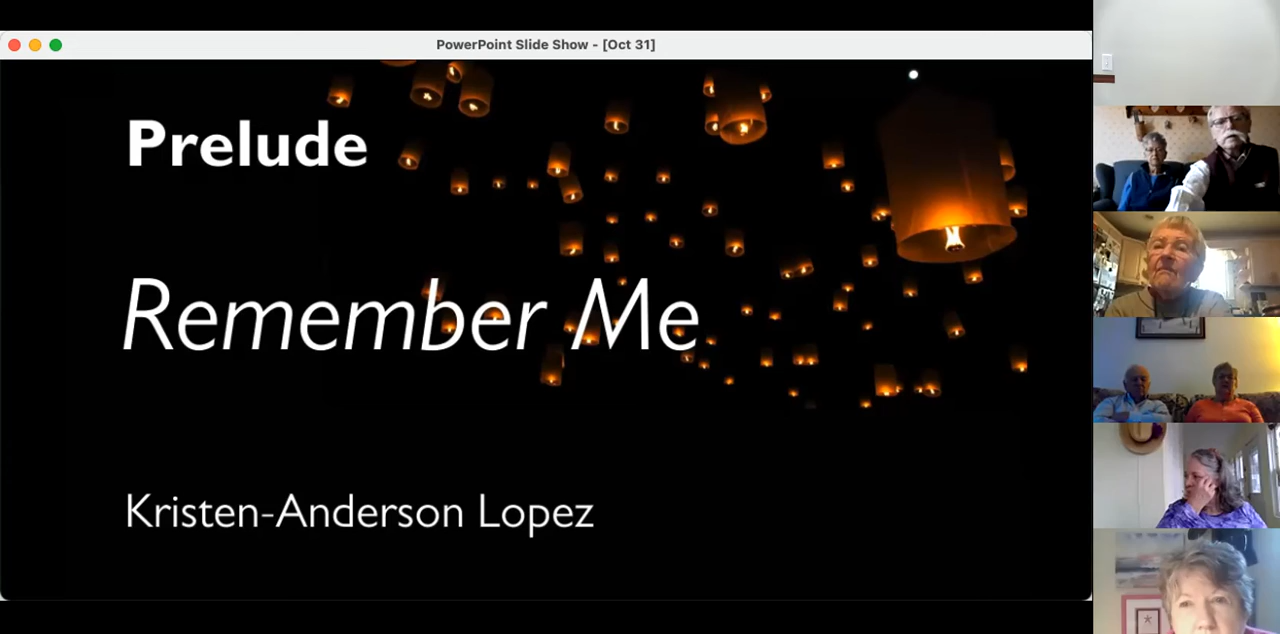 PowerPoint Slide Show - [Oct 31]
Prelude
Remember Me
Kristen-Anderson Lopez